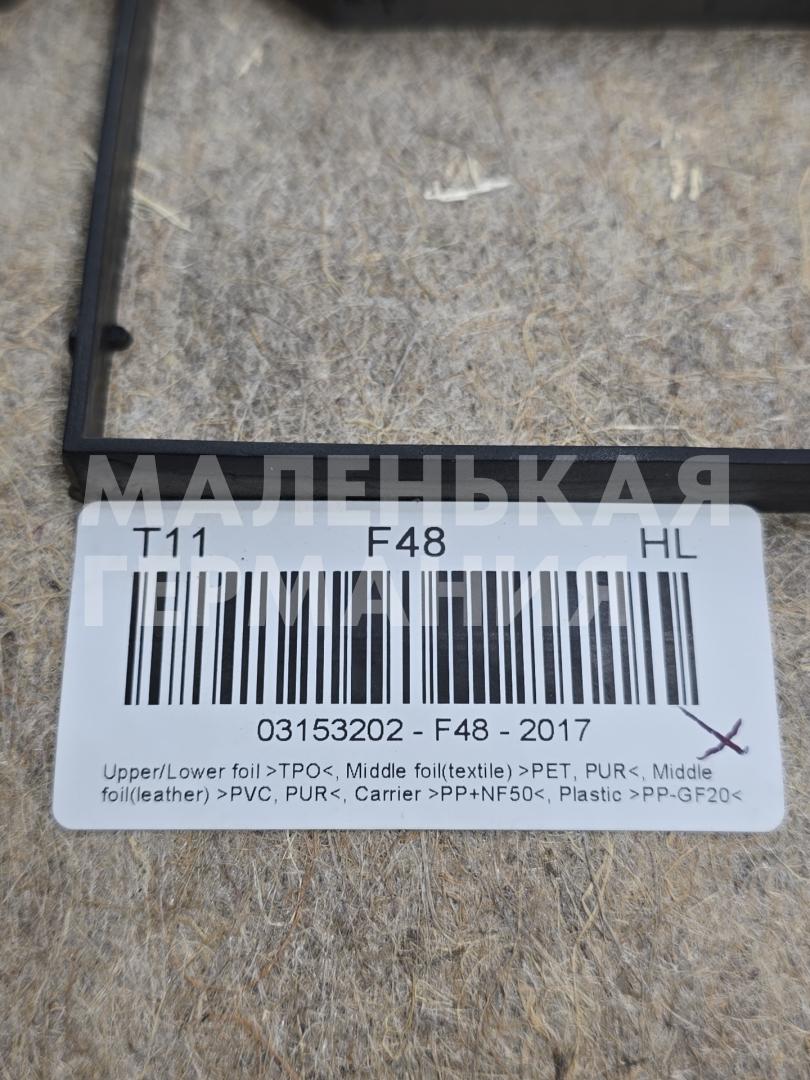 МАЛЕНЬКАЯ
ГЕРМАНИЯ
T11 F48 HL
03153202 - F48 - 2017
Upper/Lower foil >TPO<, Middle foil(textile) >PET, PUR<, Middle
foil(leather) >PVC, PUR<, Carrier >PP+NF50<, Plastic >PP-GF20<